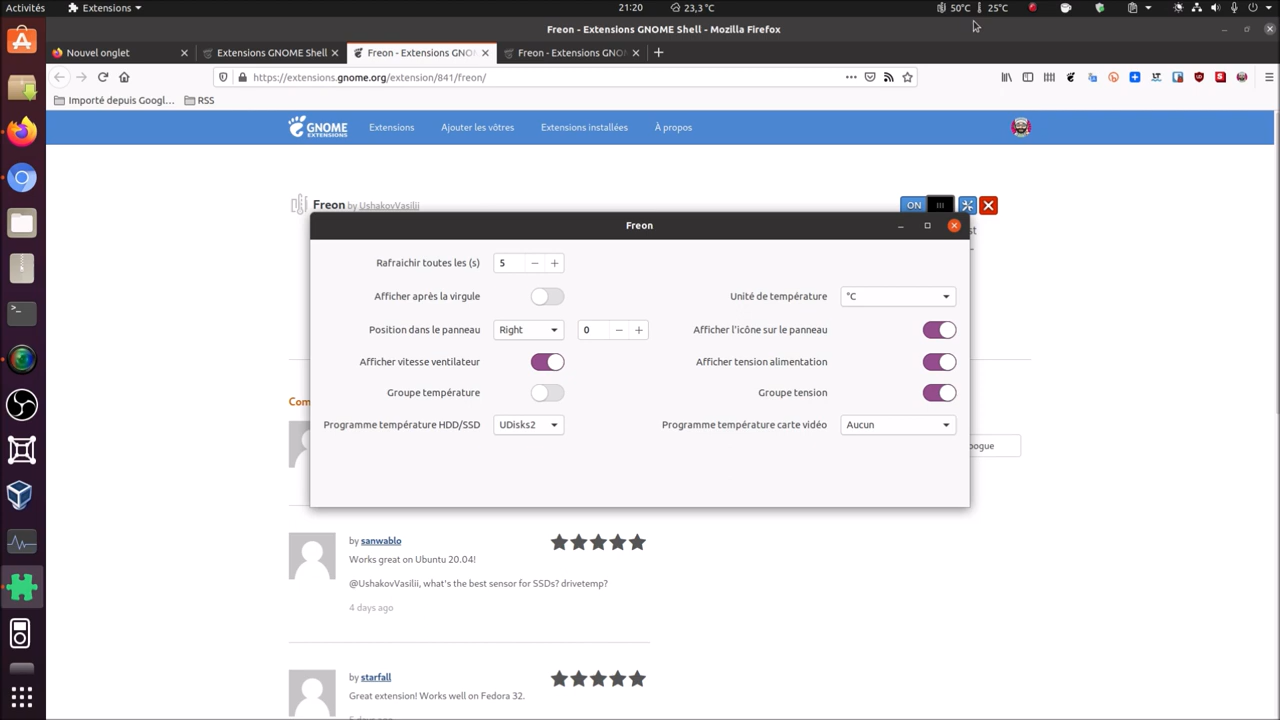 Activités Extensions 21:20 23,3 °C 50°C 25°C
Freon - Extensions GNOME Shell - Mozilla Firefox
Nouvel onglet Extensions GNOME Shell Freon - Extensions GNO Freon - Extensions GNOM
https://extensions.gnome.org/extension/841/freon/
Importé depuis Googl... RSS
GNOME EXTENSIONS Extensions Ajouter les vôtres Extensions installées À propos
Freon by UshakovVasilii ON
Freon
st
Rafraichir toutes les (s) 5
Afficher après la virgule Unité de température °C
Position dans le panneau Right 0 Afficher l'icône sur le panneau
Afficher vitesse ventilateur Afficher tension alimentation
Groupe température Groupe tension
Com
Programme température HDD/SSD UDisks2 Programme température carte vidéo Aucun
ogue
by sanwablo
Works great on Ubuntu 20.04!
@UshakovVasilii, what's the best sensor for SSDs? drivetemp?
4 days ago
by starfall
Great extension! Works well on Fedora 32.